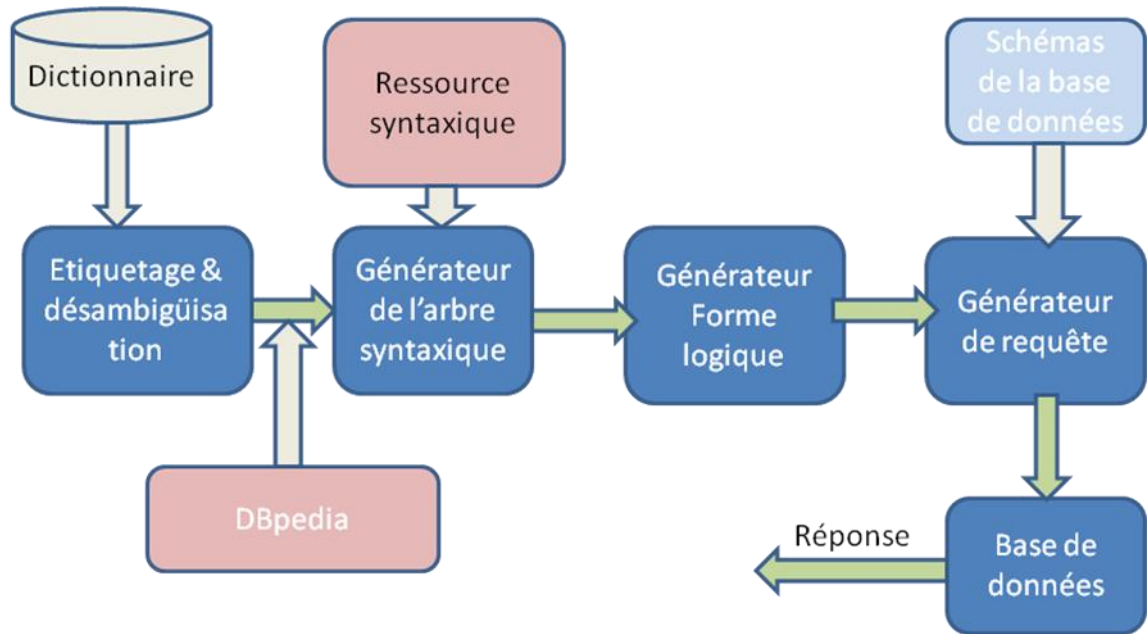 Dictionnaire
Ressource
syntaxique
Schémas
de la base
de données
Etiquetage &
désambigüisa
tion
Générateur
de l'arbre
syntaxique
Générateur
Forme
logique
Générateur
de requête
DBpedia
Réponse
Base de
données